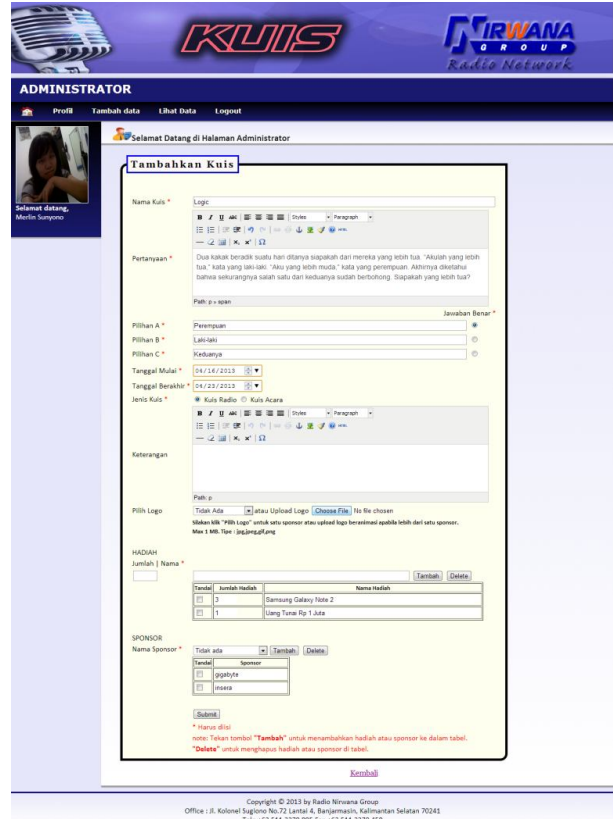 KUIS
NIRWANA
GROUP
Radio Network
ADMINISTRATOR
Profil Tambah data Lihat Data Logout
Selamat Datang di Halaman Administrator
Selamat datang,
Merlin Sunyono
Tambahkan Kuis
Nama Kuis * Logic
B I U ABC Styles Paragraph
HTML
Pertanyaan * Dua kakak beradik suatu hari ditanya siapakah dari mereka yang lebih tua. "Akulah yang lebih
tua," kata yang laki-laki. "Aku yang lebih muda," kata yang perempuan. Akhirnya diketahui
bahwa sekurangnya salah satu dari keduanya sudah berbohong. Siapakah yang lebih tua?
Path: p » span
Jawaban Benar *
Pilihan A * Perempuan
Pilihan B * Laki-laki
Pilihan C * Keduanya
Tanggal Mulai * 04/16/2013
Tanggal Berakhir * 04/23/2013
Jenis Kuis * Kuis Radio Kuis Acara
B I U ABC Styles Paragraph
HTML
Keterangan
Path: p
Pilih Logo Tidak Ada atau Upload Logo Choose File No file chosen
Silakan klik "Pilih Logo" untuk satu sponsor atau upload logo beranimasi apabila lebih dari satu sponsor.
Max 1 MB. Tipe : jpg,jpeg,gif,png
HADIAH
Jumlah | Nama *
Tambah Delete
Tandai Jumlah Hadiah Nama Hadiah
3 Samsung Galaxy Note 2
1 Uang Tunai Rp 1 Juta
SPONSOR
Nama Sponsor * Tidak ada Tambah Delete
Tandai Sponsor
gigabyte
insera
Submit
* Harus diisi
note: Tekan tombol "Tambah" untuk menambahkan hadiah atau sponsor ke dalam tabel.
"Delete" untuk menghapus hadiah atau sponsor di tabel.
Kembali
Copyright © 2013 by Radio Nirwana Group
Office : Jl. Kolonel Sugiono No.72 Lantai 4, Banjarmasin, Kalimantan Selatan 70241